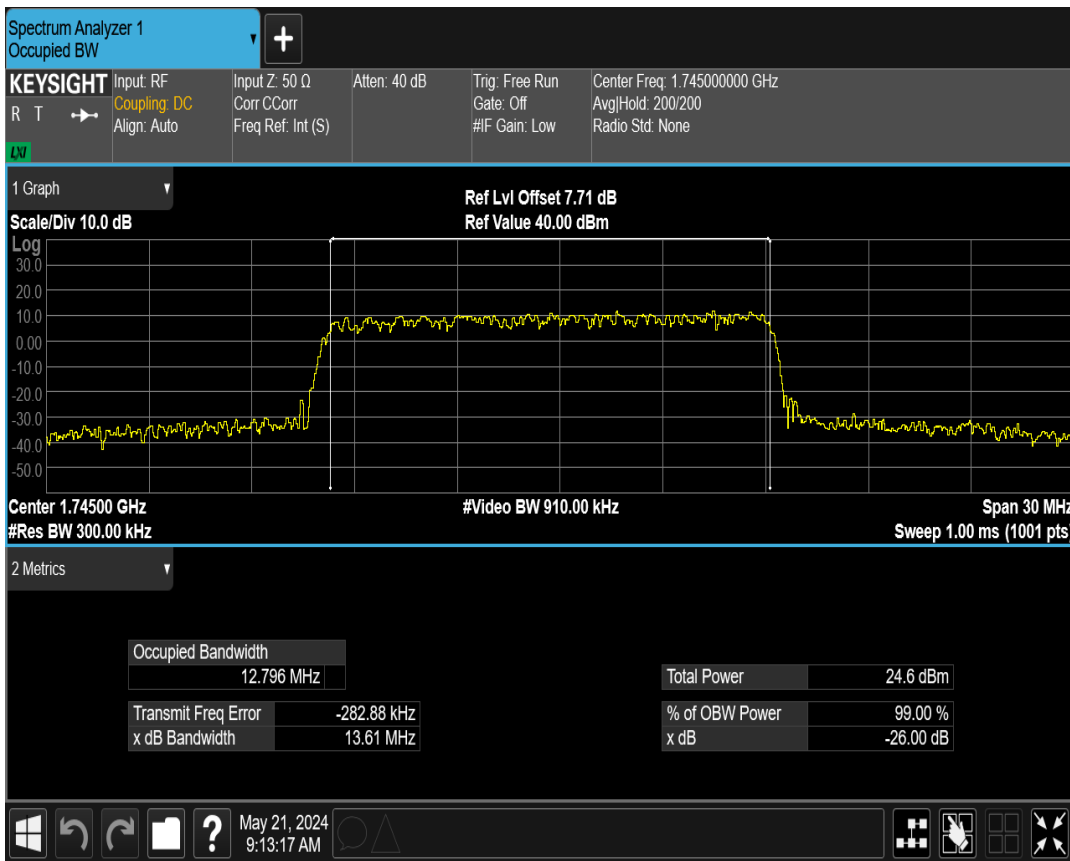 Spectrum Analyzer 1
Occupied BW
+
KEYSIGHT
R T
LXI
Input: RF
Coupling: DC
Align: Auto
Input Z: 50 Ω
Corr CCorr
Freq Ref: Int (S)
Atten: 40 dB
Trig: Free Run
Gate: Off
#IF Gain: Low
Center Freq: 1.745000000 GHz
Avg|Hold: 200/200
Radio Std: None
1 Graph
Ref Lvl Offset 7.71 dB
Scale/Div 10.0 dB
Ref Value 40.00 dBm
Log
30.0
20.0
10.0
0.00
-10.0
-20.0
-30.0
-40.0
-50.0
Center 1.74500 GHz
#Video BW 910.00 kHz
Span 30 MHz
#Res BW 300.00 kHz
Sweep 1.00 ms (1001 pts)
2 Metrics
Occupied Bandwidth
12.796 MHz
Total Power 24.6 dBm
Transmit Freq Error -282.88 kHz
% of OBW Power 99.00 %
x dB Bandwidth 13.61 MHz
x dB -26.00 dB
?
May 21, 2024
9:13:17 AM